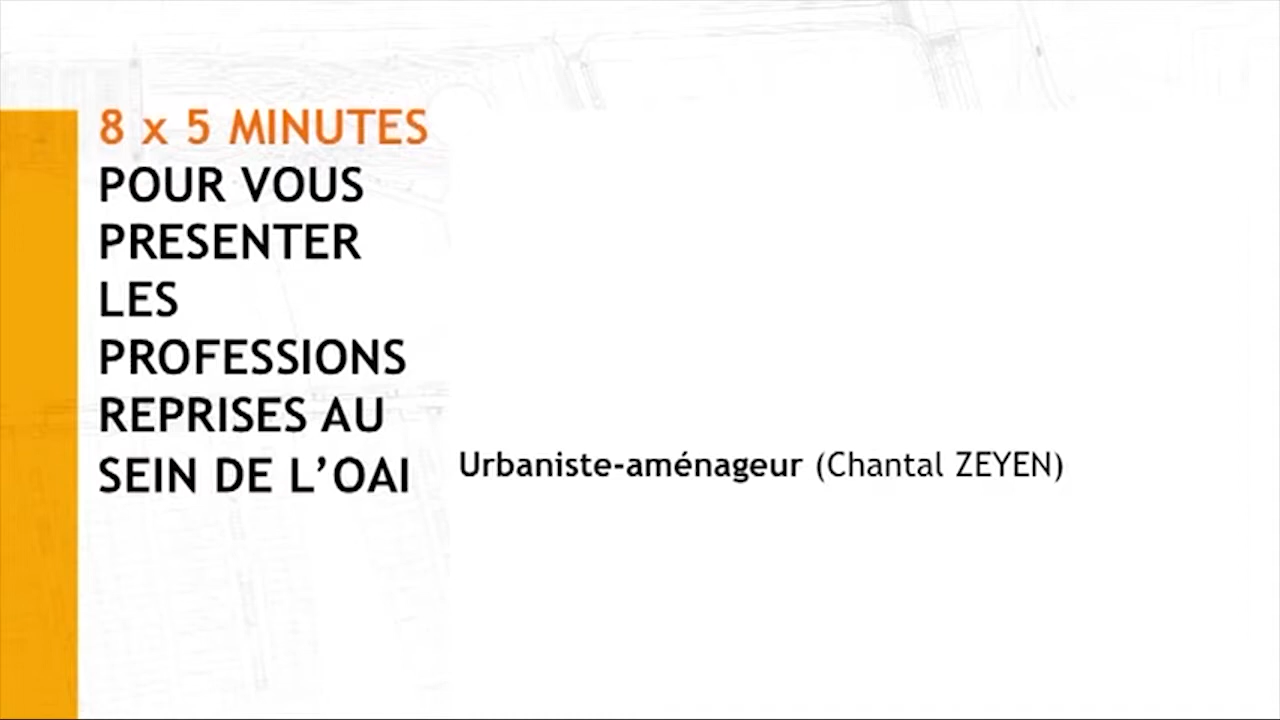 8 x 5 MINUTES
POUR VOUS
PRESENTER
LES
PROFESSIONS
REPRISES AU
SEIN DE L’OAI
Urbaniste-aménageur (Chantal ZEYEN)